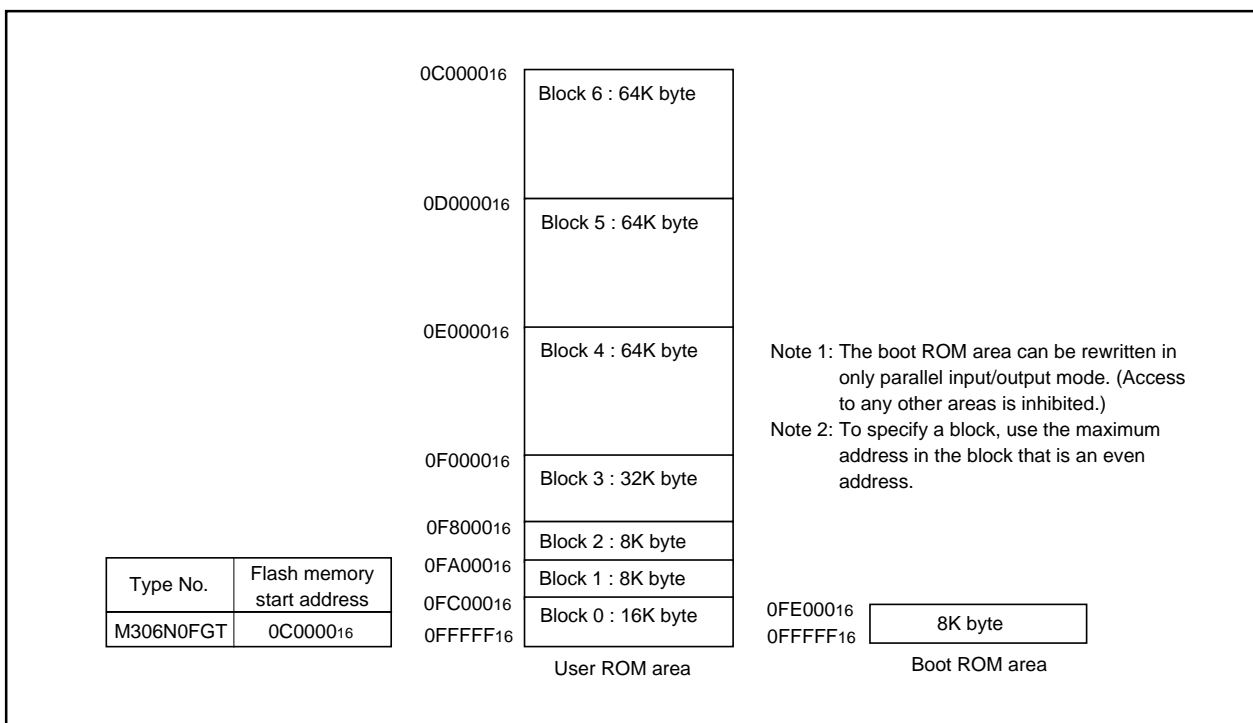 0C000016
Block 6 : 64K byte
0D000016
Block 5 : 64K byte
0E000016
Block 4 : 64K byte
0F000016
Block 3 : 32K byte
0F800016
Block 2 : 8K byte
0FA00016
Block 1 : 8K byte
0FC00016
Block 0 : 16K byte
0FFFFF16
User ROM area
Note 1: The boot ROM area can be rewritten in
only parallel input/output mode. (Access
to any other areas is inhibited.)
Note 2: To specify a block, use the maximum
address in the block that is an even
address.
Type No.
Flash memory
start address
M306N0FGT
0C000016
0FE00016
8K byte
0FFFFF16
Boot ROM area